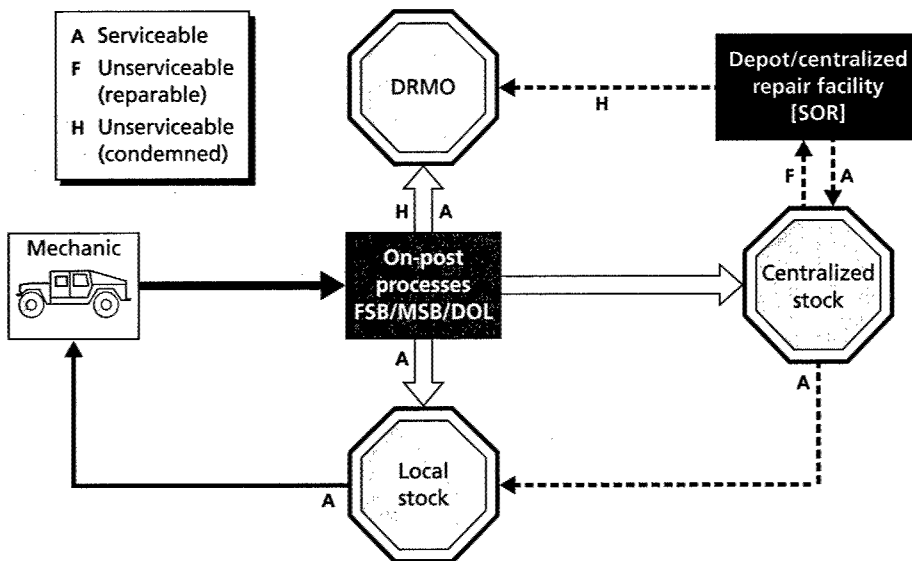 A Serviceable
F Unserviceable
(reparable)
H Unserviceable
(condemned)
DRMO
Depot/centralized
repair facility
[SOR]
H
F
A
H
A
Mechanic
On-post
processes
FSB/MSB/DOL
Centralized
stock
A
A
Local
stock
A